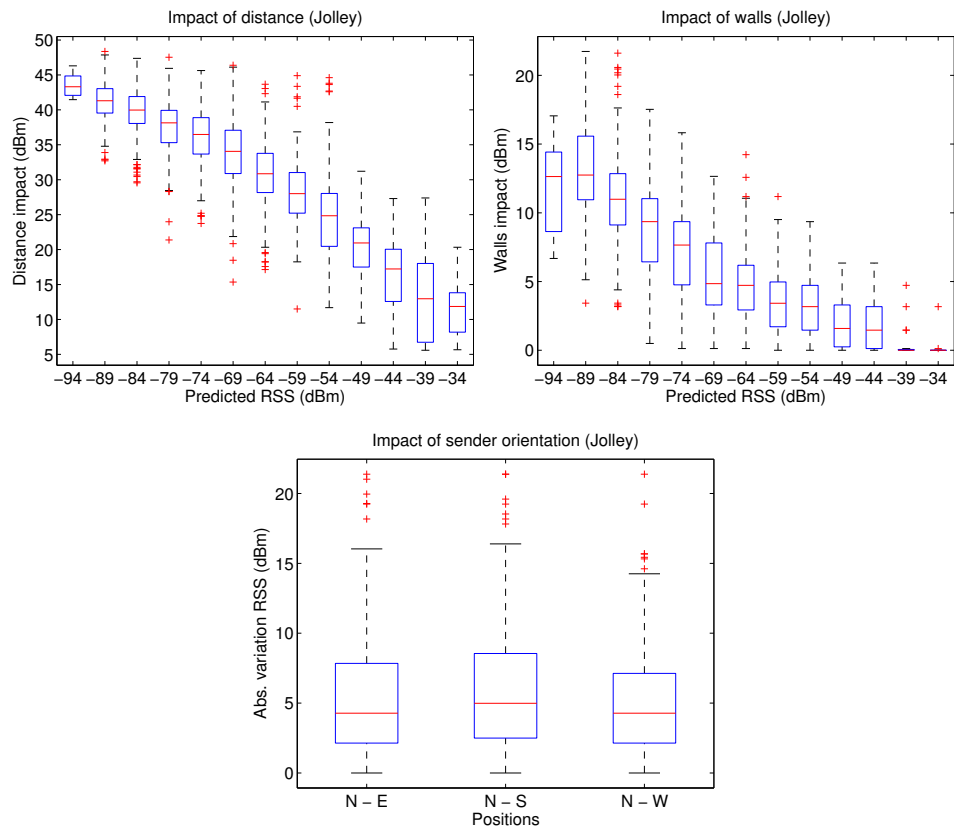 Impact of distance (Jolley)
50
45
40
35
30
25
20
15
10
5
Distance impact (dBm)
−94 −89 −84 −79 −74 −69 −64 −59 −54 −49 −44 −39 −34
Predicted RSS (dBm)
Impact of walls (Jolley)
20
15
10
5
0
Walls impact (dBm)
−94 −89 −84 −79 −74 −69 −64 −59 −54 −49 −44 −39 −34
Predicted RSS (dBm)
Impact of sender orientation (Jolley)
20
15
10
5
0
Abs. variation RSS (dBm)
N − E N − S N − W
Positions